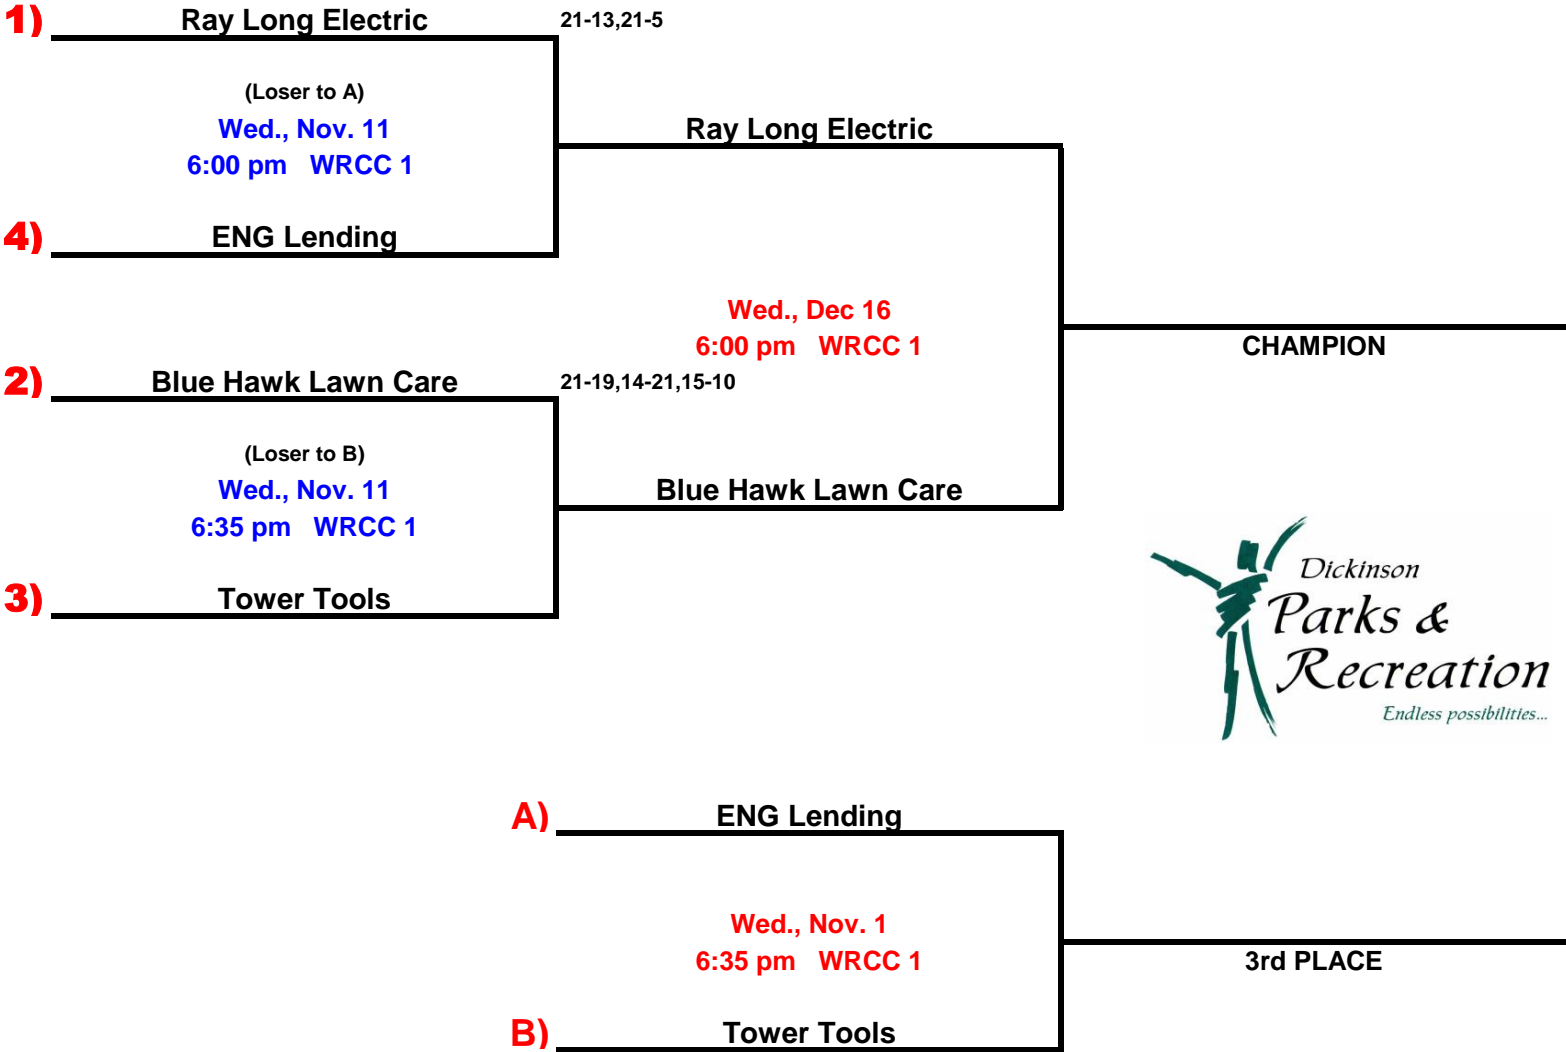 1) Ray Long Electric 21-13,21-5
(Loser to A)
Wed., Nov. 11
6:00 pm WRCC 1
Ray Long Electric
4) ENG Lending
Wed., Dec 16
6:00 pm WRCC 1
CHAMPION
2) Blue Hawk Lawn Care 21-19,14-21,15-10
(Loser to B)
Wed., Nov. 11
6:35 pm WRCC 1
Blue Hawk Lawn Care
3) Tower Tools
Dickinson
Parks &
Recreation
Endless possibilities...
A) ENG Lending
Wed., Nov. 1
6:35 pm WRCC 1
3rd PLACE
B) Tower Tools